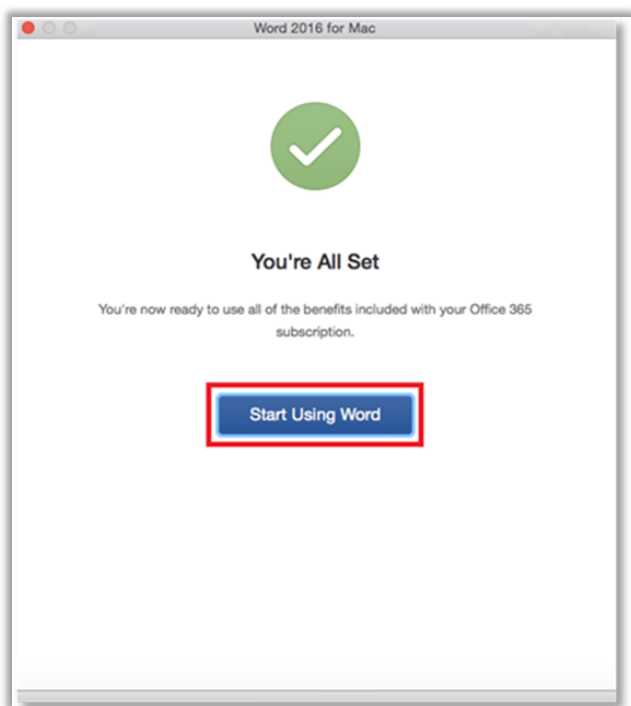 Word 2016 for Mac
You're All Set
You're now ready to use all of the benefits included with your Office 365
subscription.
Start Using Word